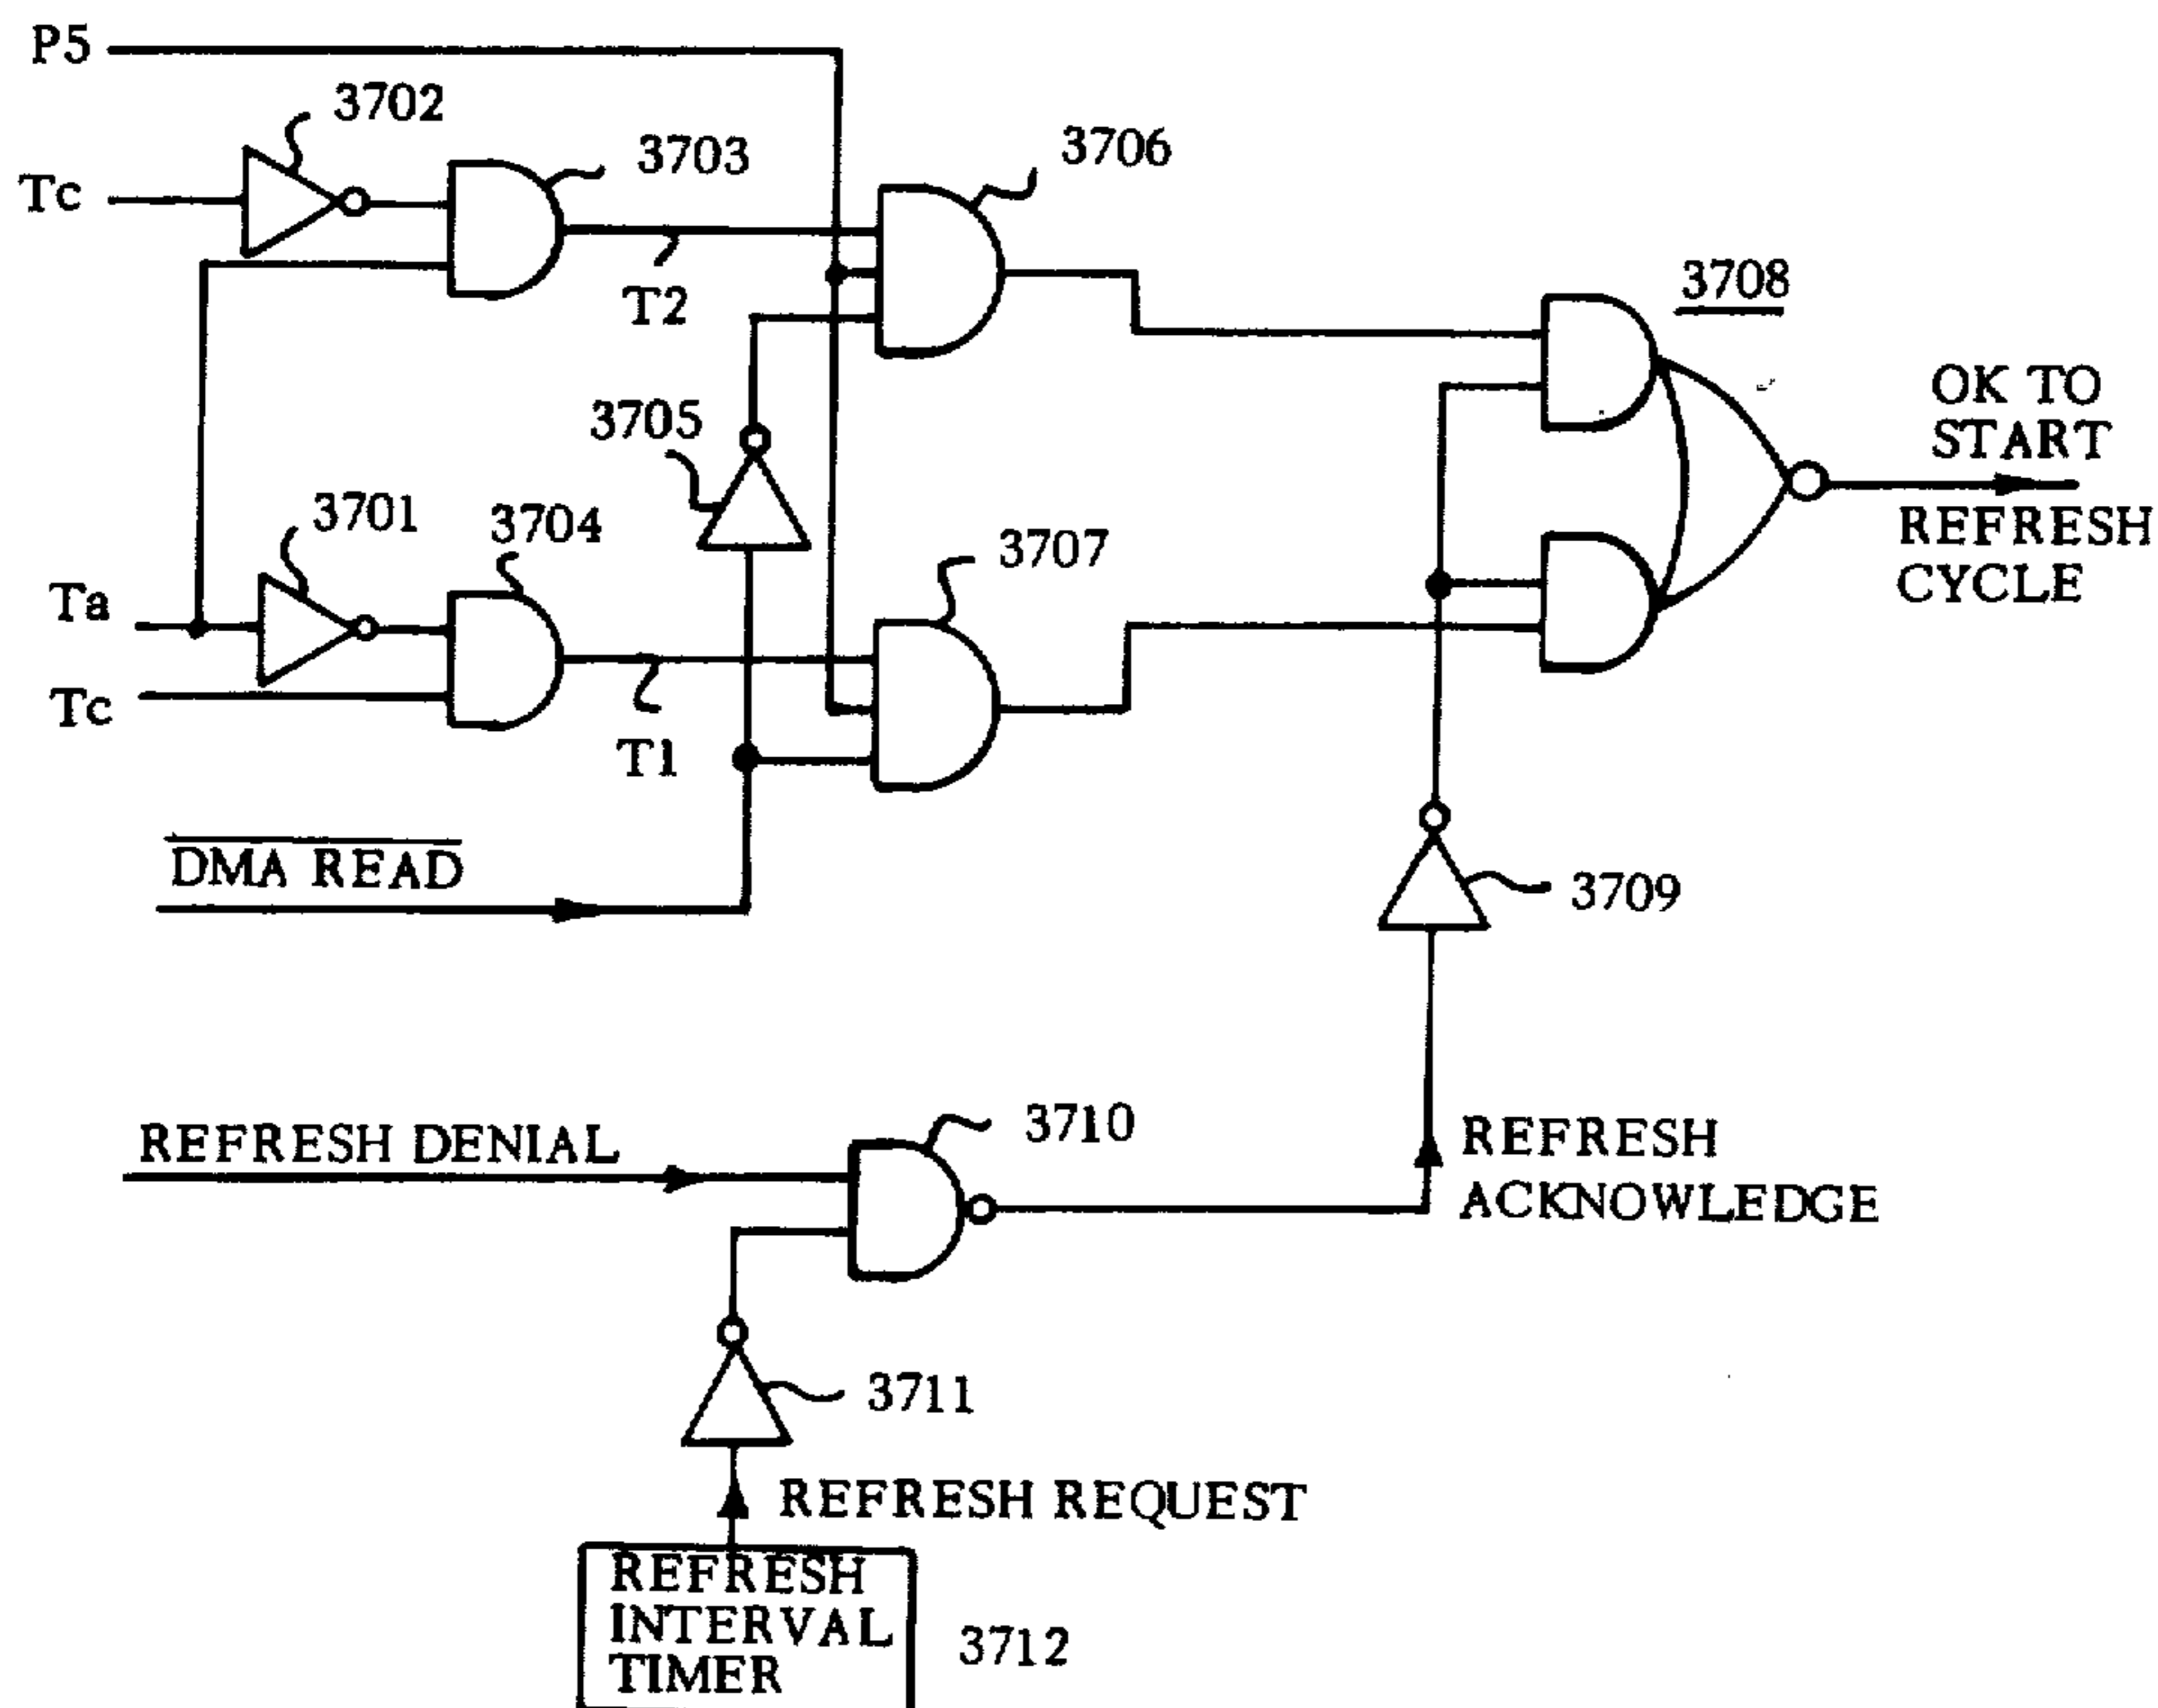 P5
3702
3703
3706
Tc
T2
3708
3705
OK TO
START
REFRESH
CYCLE
3701
3704
3707
Ta
Tc
T1
DMA READ
3709
REFRESH DENIAL
3710
REFRESH
ACKNOWLEDGE
3711
REFRESH REQUEST
REFRESH
INTERVAL
TIMER
3712